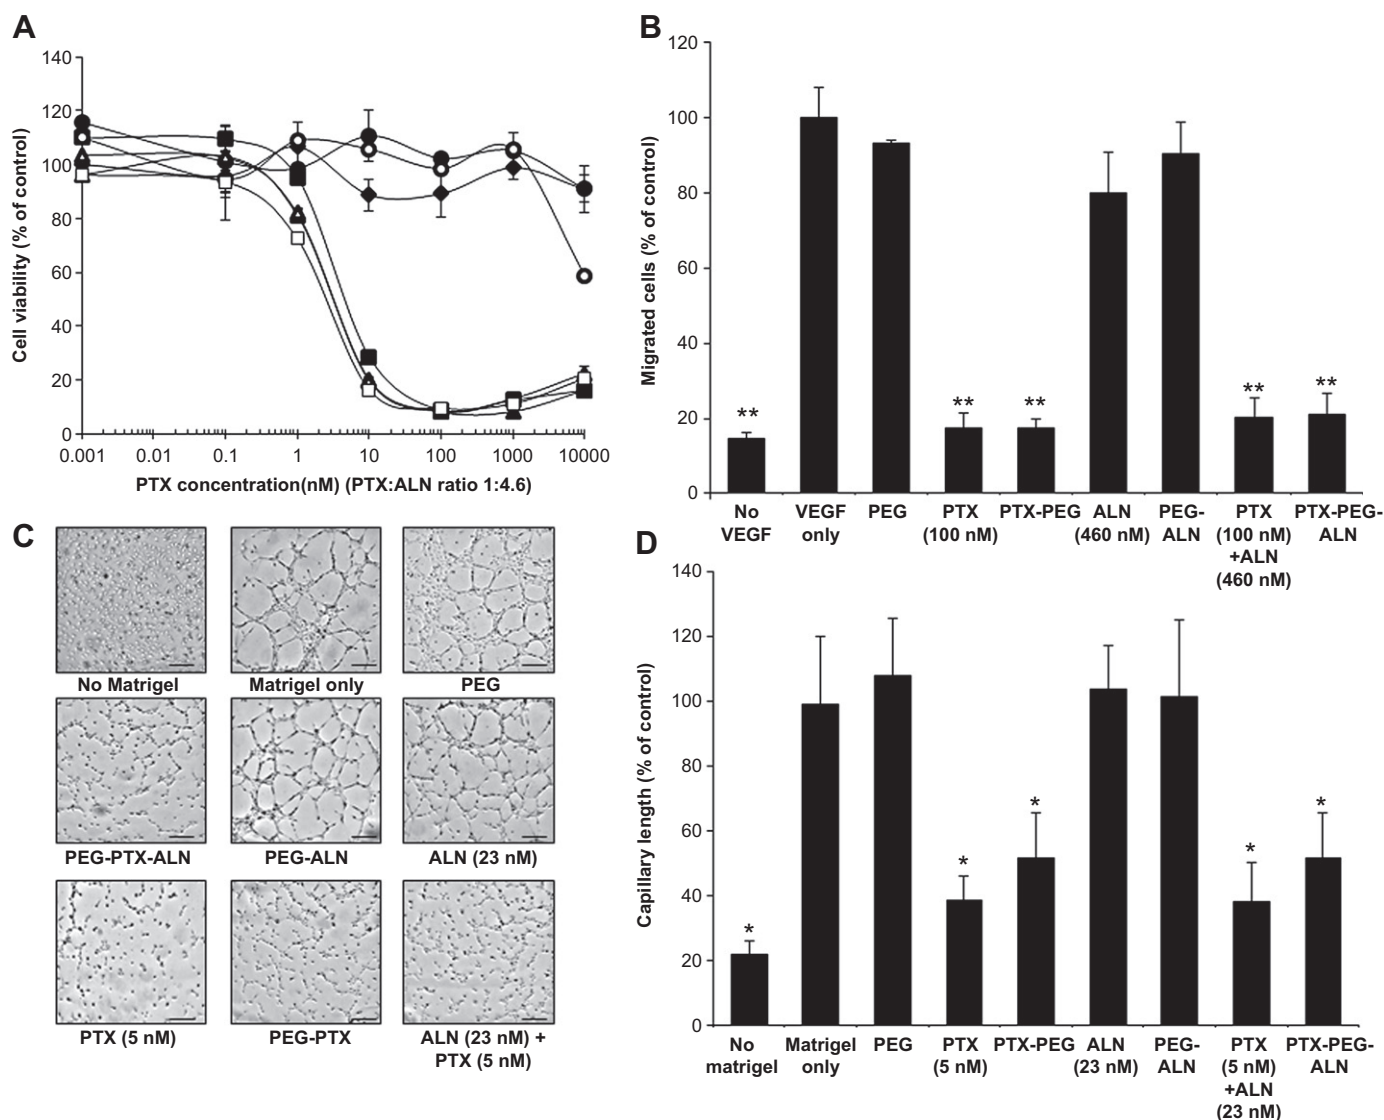 A
140
120
100
80
60
40
20
0
Cell viability (% of control)
0.001
0.01
0.1
1
10
100
1000
10000
PTX concentration(nM) (PTX:ALN ratio 1:4.6)
B
120
100
80
60
40
20
0
Migrated cells (% of control)
**
**
**
**
**
No
VEGF
VEGF
only
PEG
PTX
(100 nM)
PTX-PEG
ALN
(460 nM)
PEG-
ALN
PTX
(100 nM)
+ALN
(460 nM)
PTX-PEG-
ALN
C
No Matrigel
Matrigel only
PEG
PEG-PTX-ALN
PEG-ALN
ALN (23 nM)
PTX (5 nM)
PEG-PTX
ALN (23 nM) +
PTX (5 nM)
D
140
120
100
80
60
40
20
0
Capillary length (% of control)
*
*
*
*
*
No
matrigel
Matrigel
only
PEG
PTX
(5 nM)
PTX-PEG
ALN
(23 nM)
PEG-
ALN
PTX
(5 nM)
+ALN
(23 nM)
PTX-PEG-
ALN